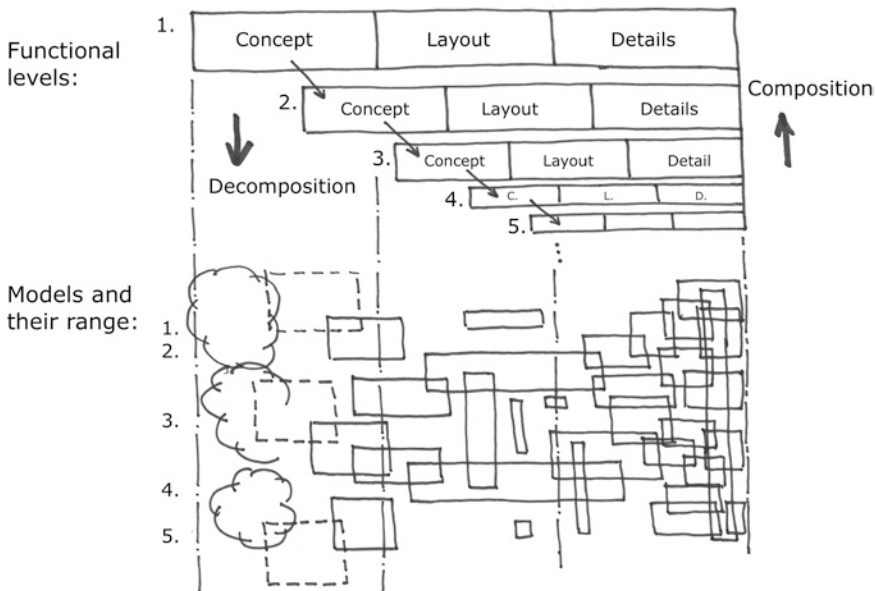 1.
Concept
Layout
Details
Functional
levels:
2.
Concept
Layout
Details
Composition
3.
Concept
Layout
Detail
Decomposition
4.
C.
L.
D.
5.
Models and
their range:
1.
2.
3.
4.
5.